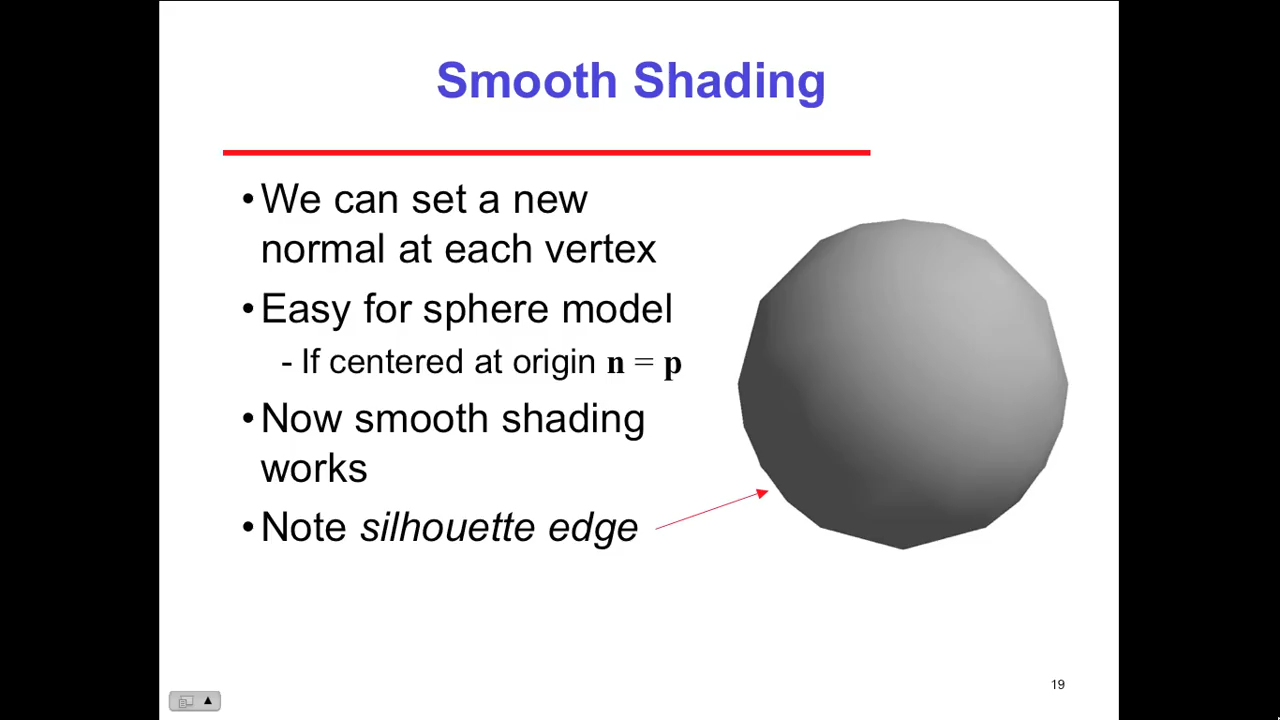 Smooth Shading
•We can set a new
normal at each vertex
•Easy for sphere model
- If centered at origin n = p
•Now smooth shading
works
•Note silhouette edge
19